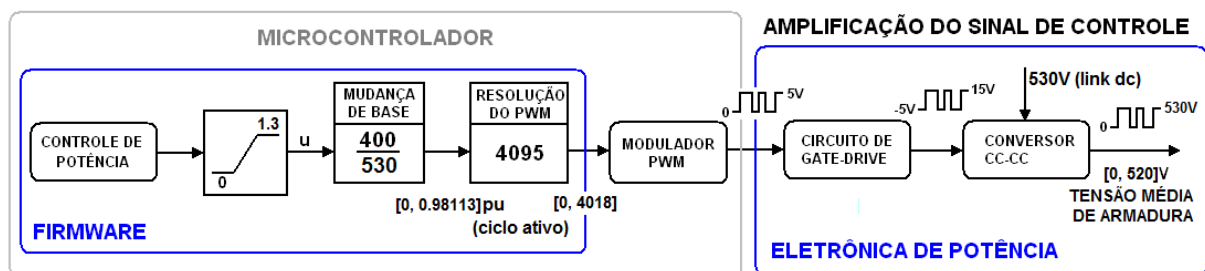 AMPLIFICAÇÃO DO SINAL DE CONTROLE
MICROCONTROLADOR
MUDANÇA
DE BASE
400
530
RESOLUÇÃO
DO PWM
4095
CONTROLE DE
POTÊNCIA
1.3
0
u
[0, 0.98113]pu
(ciclo ativo)
[0, 4018]
FIRMWARE
MODULADOR
PWM
0
5V
CIRCUITO DE
GATE-DRIVE
-5V
15V
530V (link dc)
CONVERSOR
CC-CC
0
530V
[0, 520]V
TENSÃO MÉDIA
DE ARMADURA
ELETRÔNICA DE POTÊNCIA